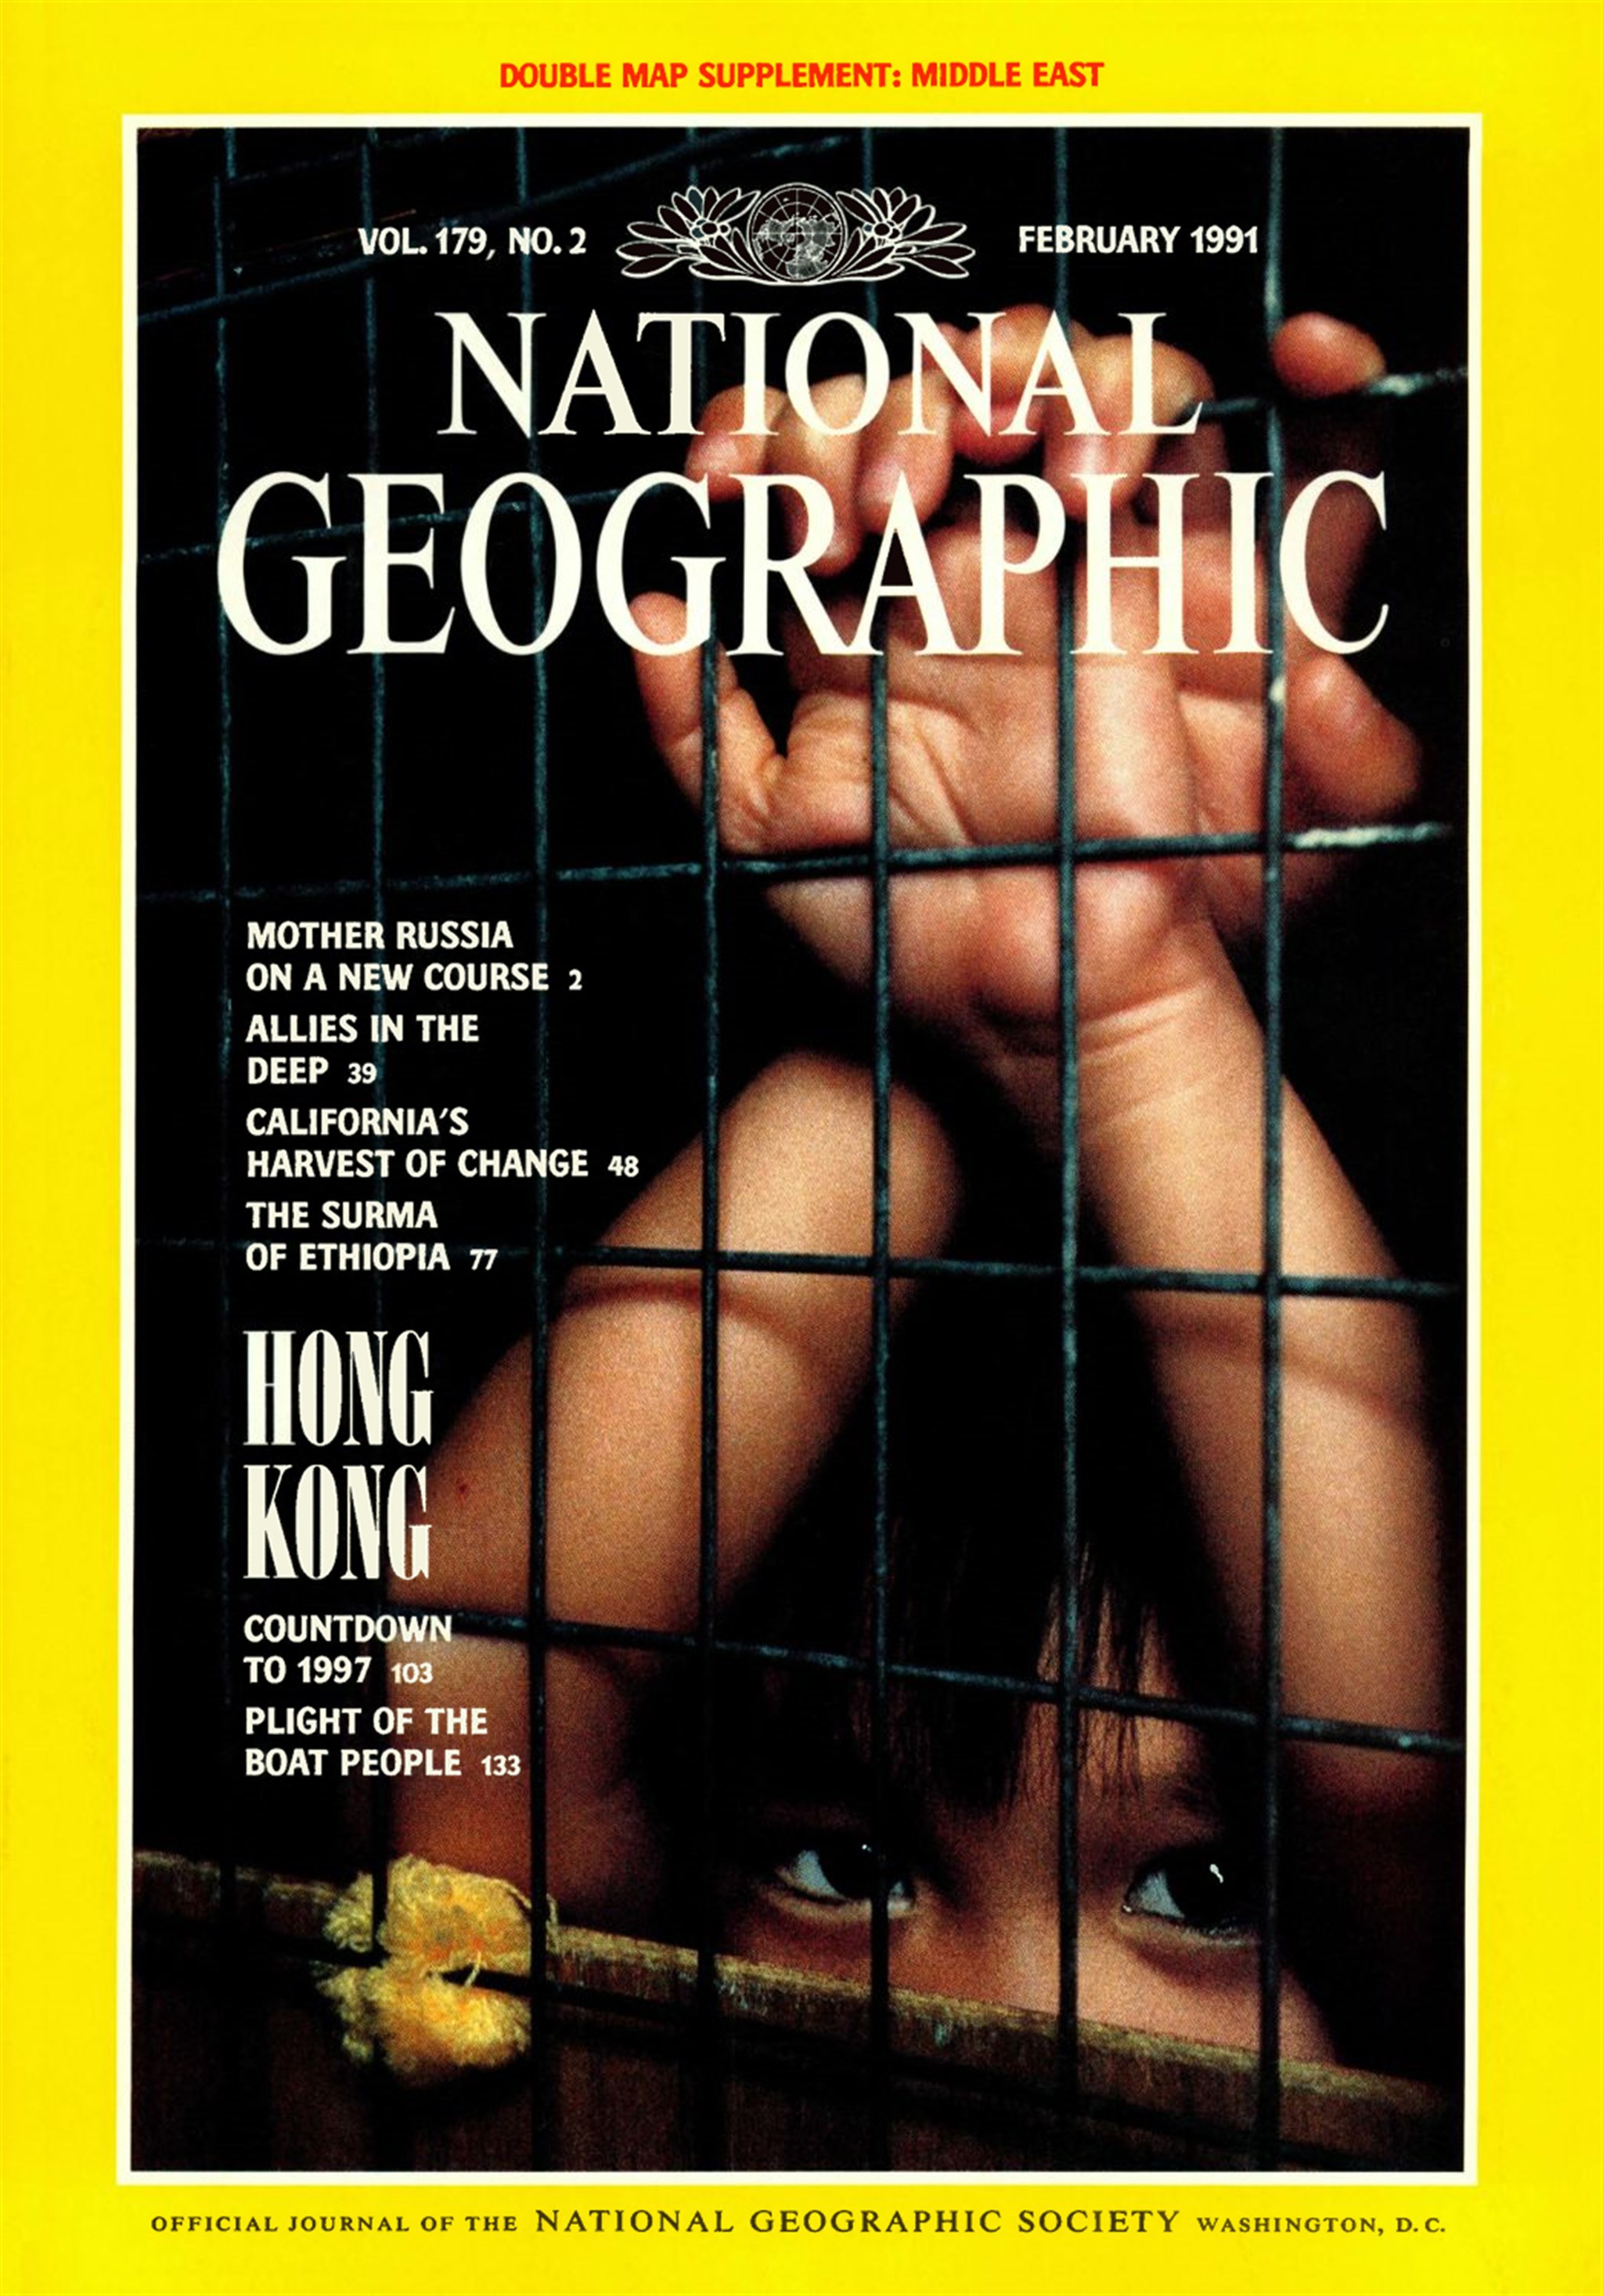 DOUBLE MAP SUPPLEMENT: MIDDLE EAST
VOL. 179, NO. 2
FEBRUARY 1991
NATIONAL
GEOGRAPHIC
MOTHER RUSSIA
ON A NEW COURSE 2
ALLIES IN THE
DEEP 39
CALIFORNIA'S
HARVEST OF CHANGE 48
THE SURMA
OF ETHIOPIA 77
HONG
KONG
COUNTDOWN
TO 1997 103
PLIGHT OF THE
BOAT PEOPLE 133
OFFICIAL JOURNAL OF THE NATIONAL GEOGRAPHIC SOCIETY WASHINGTON, D.C.